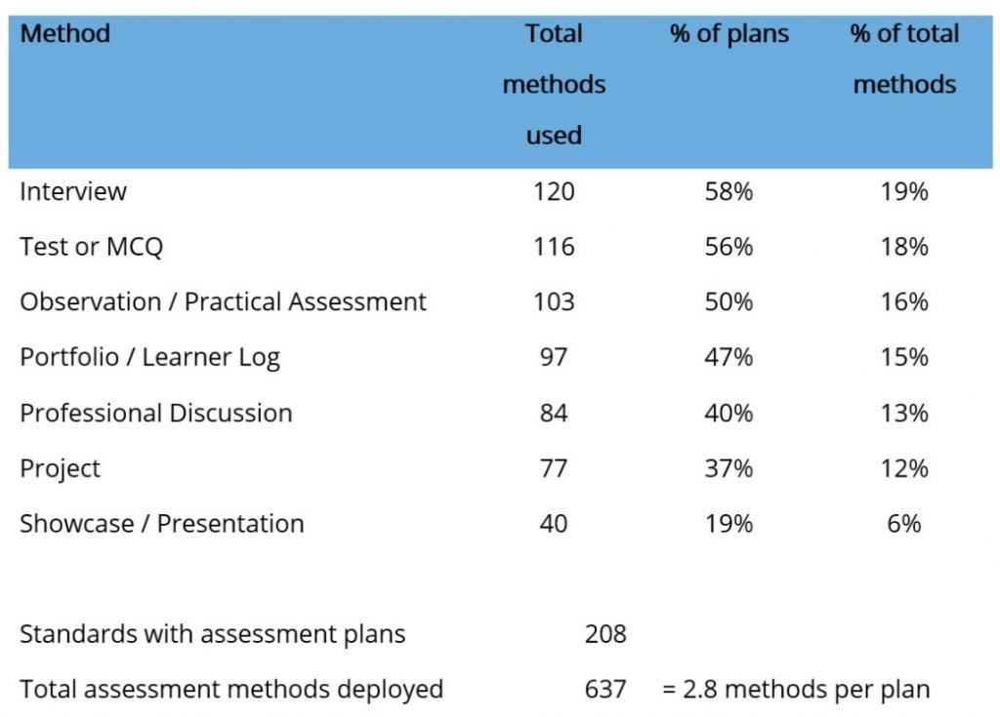 Method Total methods used % of plans % of total methods
Interview 120 58% 19%
Test or MCQ 116 56% 18%
Observation / Practical Assessment 103 50% 16%
Portfolio / Learner Log 97 47% 15%
Professional Discussion 84 40% 13%
Project 77 37% 12%
Showcase / Presentation 40 19% 6%
Standards with assessment plans 208
Total assessment methods deployed 637 = 2.8 methods per plan